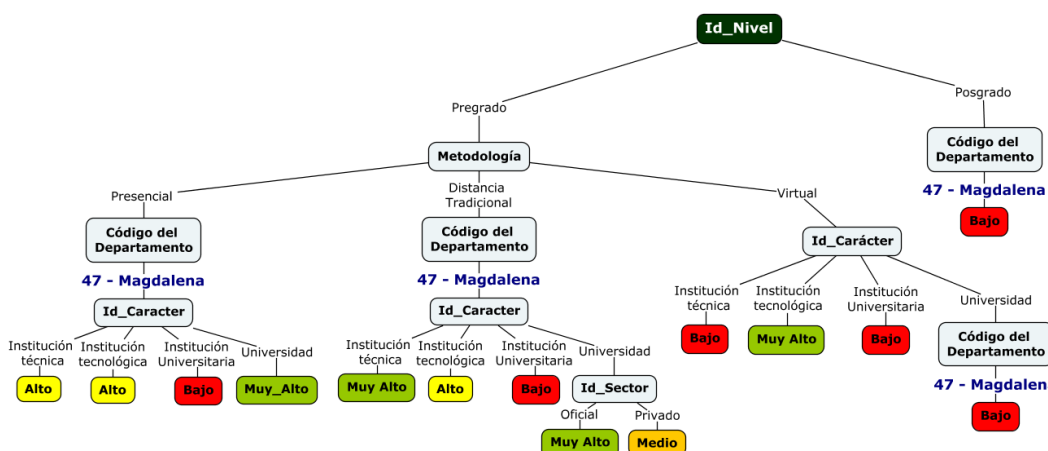 Id_Nivel
Pregrado
Posgrado
Metodología
Código del
Departamento
47 - Magdalena
Bajo
Presencial
Distancia
Tradicional
Virtual
Código del
Departamento
47 - Magdalena
Id_Caracter
Código del
Departamento
47 - Magdalena
Id_Caracter
Id_Carácter
Institución
técnica
Institución
tecnológica
Institución
Universitaria
Universidad
Alto
Alto
Bajo
Muy_Alto
Institución
técnica
Institución
tecnológica
Institución
Universitaria
Universidad
Muy Alto
Alto
Bajo
Id_Sector
Oficial
Privado
Muy Alto
Medio
Institución
técnica
Institución
tecnológica
Institución
Universitaria
Universidad
Bajo
Muy Alto
Bajo
Código del
Departamento
47 - Magdalena
Bajo